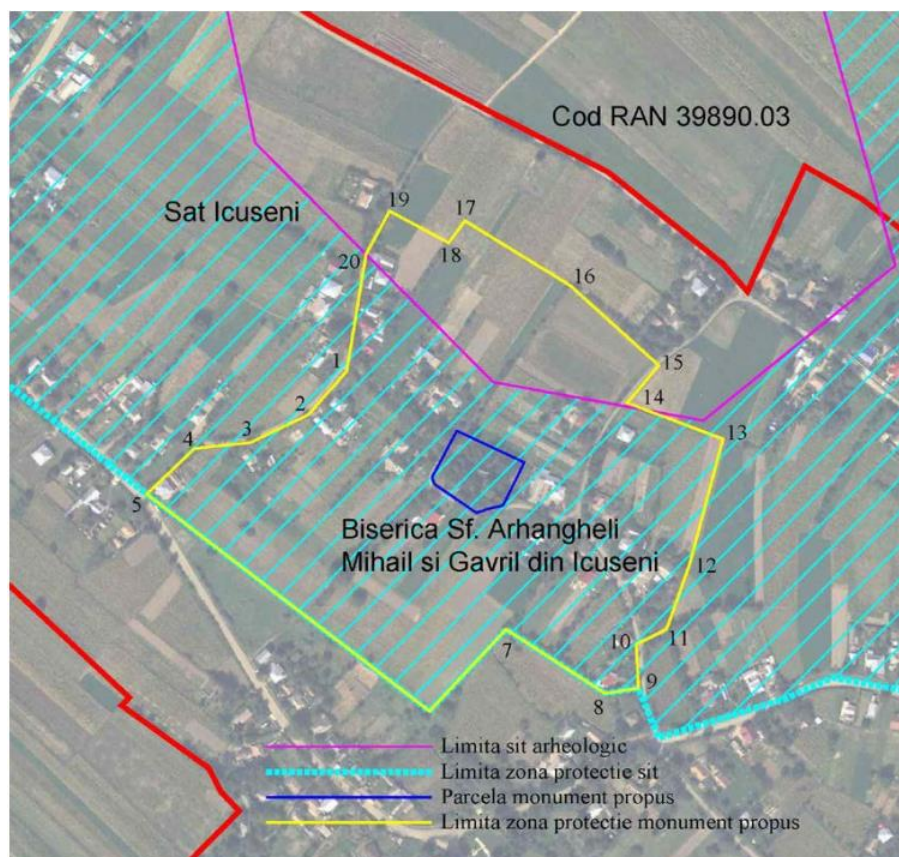 Cod RAN 39890.03
Sat Icuseni
19
17
18
20
16
1
15
14
2
13
3
4
5
Biserica Sf. Arhangheli
Mihail si Gavril din Icuseni
12
10
11
7
9
8
Limita sit arheologic
Limita zona protectie sit
Parcela monument propus
Limita zona protectie monument propus